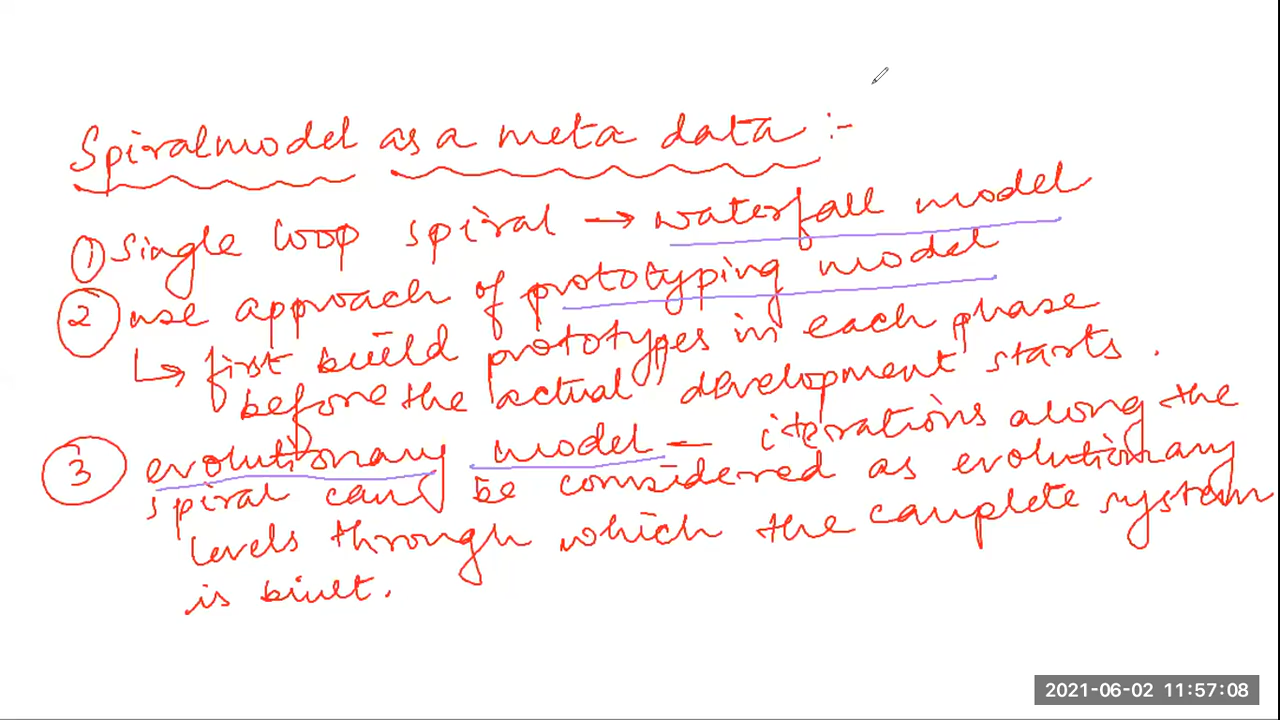 Spiralmodel as a meta data :-
① Single loop spiral → waterfall model
② use approach of prototyping model
↳ first build prototypes in each phase
before the actual development starts.
③ evolutionary model — iterations along the
spiral can be considered as evolutionary
levels through which the complete system
is built.
2021-06-02 11:57:08